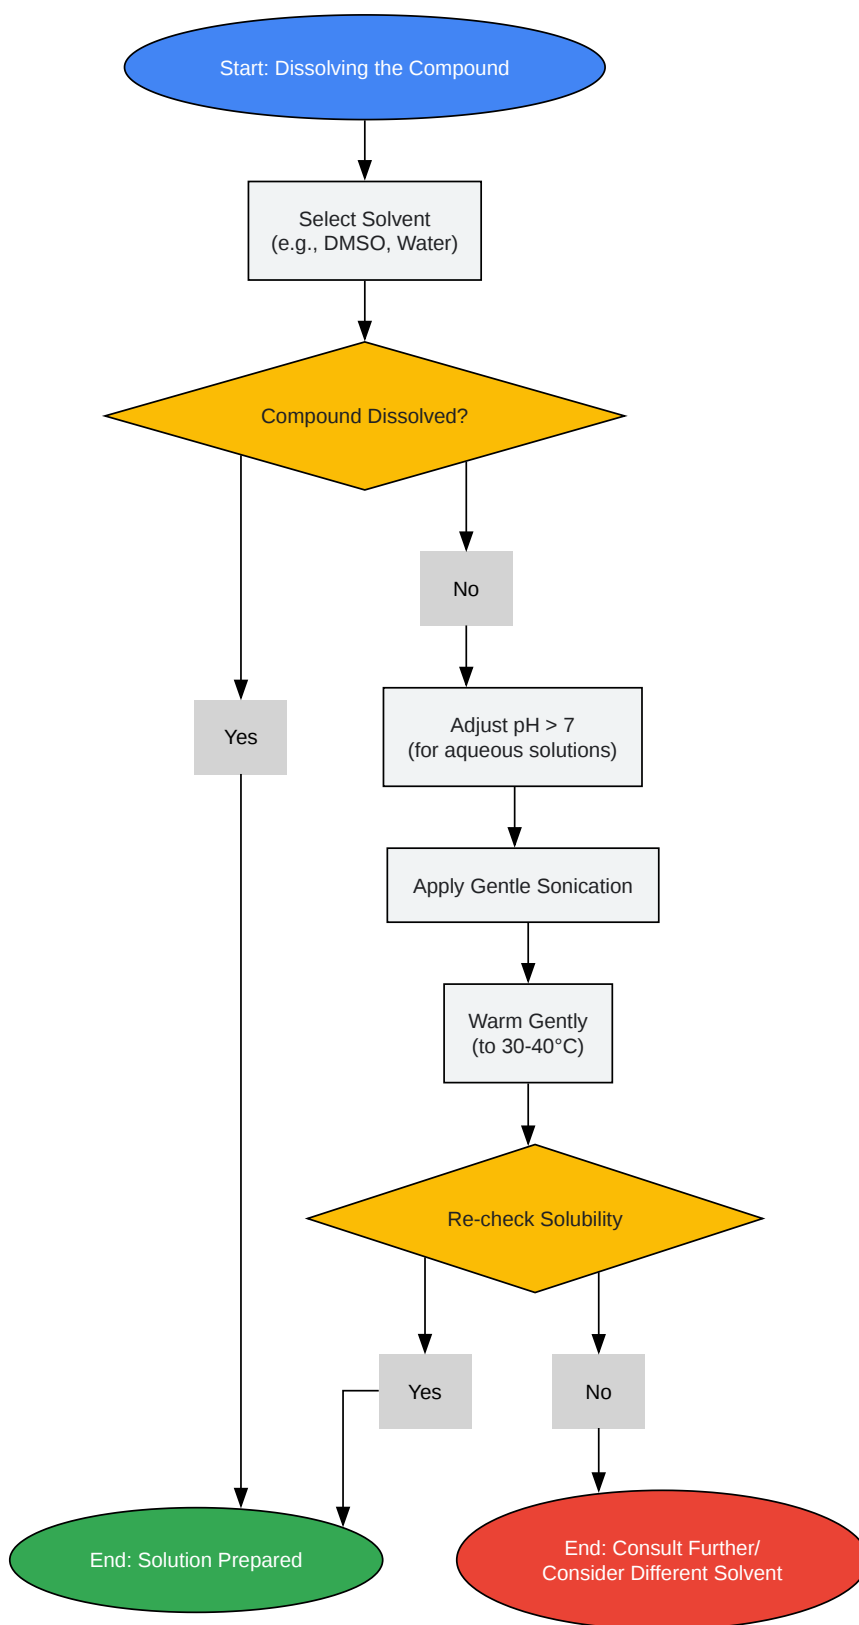 Start: Dissolving the Compound
Select Solvent
(e.g., DMSO, Water)
Compound Dissolved?
No
Yes
Adjust pH > 7
(for aqueous solutions)
Apply Gentle Sonication
Warm Gently
(to 30-40°C)
Re-check Solubility
Yes
No
End: Solution Prepared
End: Consult Further/
Consider Different Solvent